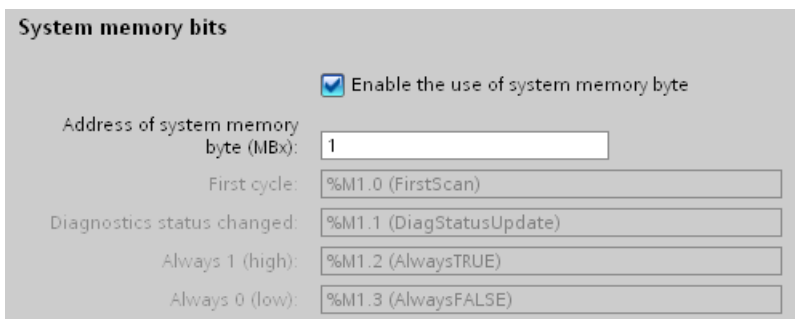 System memory bits
Enable the use of system memory byte
Address of system memory
byte (MBx):
1
First cycle:
%M1.0 (FirstScan)
Diagnostics status changed:
%M1.1 (DiagStatusUpdate)
Always 1 (high):
%M1.2 (AlwaysTRUE)
Always 0 (low):
%M1.3 (AlwaysFALSE)